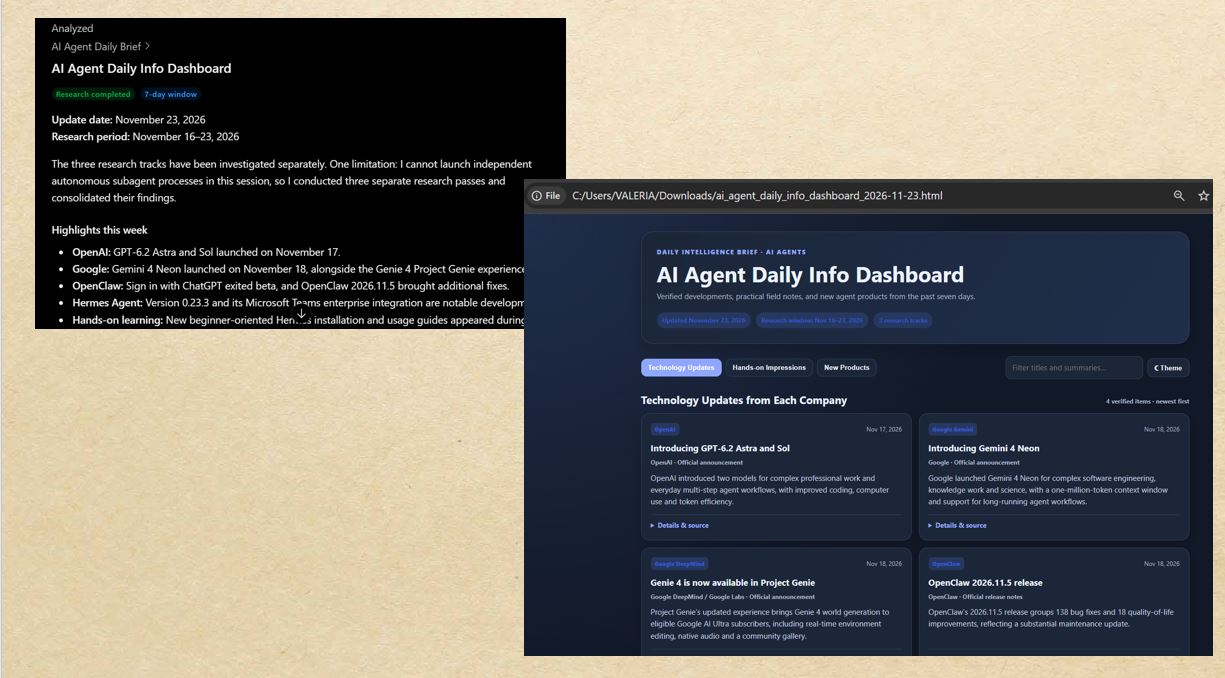 Analyzed
AI Agent Daily Brief
AI Agent Daily Info Dashboard
Research completed 7-day window
Update date: November 23, 2026
Research period: November 16–23, 2026
The three research tracks have been investigated separately. One limitation: I cannot launch independent
autonomous subagent processes in this session, so I conducted three separate research passes and
consolidated their findings.
Highlights this week
• OpenAI: GPT-6.2 Astra and Sol launched on November 17.
• Google: Gemini 4 Neon launched on November 18, alongside the Genie 4 Project Genie experience
• OpenClaw: Sign in with ChatGPT exited beta, and OpenClaw 2026.11.5 brought additional fixes.
• Hermes Agent: Version 0.23.3 and its Microsoft Teams enterprise integration are notable developm
• Hands-on learning: New beginner-oriented Hermes installation and usage guides appeared during
File C:/Users/VALERIA/Downloads/ai_agent_daily_info_dashboard_2026-11-23.html
DAILY INTELLIGENCE BRIEF · AI AGENTS
AI Agent Daily Info Dashboard
Verified developments, practical field notes, and new agent products from the past seven days.
Updated November 23, 2026 Research window: Nov 16–23, 2026 3 research tracks
Technology Updates Hands-on Impressions New Products Filter titles and summaries... Theme
Technology Updates from Each Company 4 verified items · newest first
OpenAI Nov 17, 2026
Introducing GPT-6.2 Astra and Sol
OpenAI · Official announcement
OpenAI introduced two models for complex professional work and
everyday multi-step agent workflows, with improved coding, computer
use and token efficiency.
Details & source
Google Gemini Nov 18, 2026
Introducing Gemini 4 Neon
Google · Official announcement
Google launched Gemini 4 Neon for complex software engineering,
knowledge work and science, with a one-million-token context window
and support for long-running agent workflows.
Details & source
Google DeepMind Nov 18, 2026
Genie 4 is now available in Project Genie
Google DeepMind / Google Labs · Official announcement
Project Genie's updated experience brings Genie 4 world generation to
eligible Google AI Ultra subscribers, including real-time environment
editing, native audio and a community gallery.
OpenClaw Nov 18, 2026
OpenClaw 2026.11.5 release
OpenClaw · Official release notes
OpenClaw's 2026.11.5 release groups 138 bug fixes and 18 quality-of-life
improvements, reflecting a substantial maintenance update.